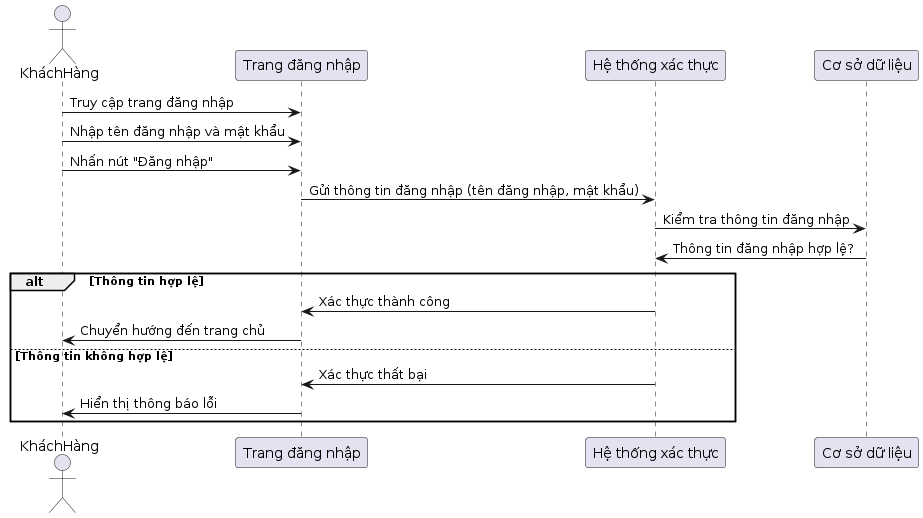 KháchHàng
Trang đăng nhập
Hệ thống xác thực
Cơ sở dữ liệu
Truy cập trang đăng nhập
Nhập tên đăng nhập và mật khẩu
Nhấn nút "Đăng nhập"
Gửi thông tin đăng nhập (tên đăng nhập, mật khẩu)
Kiểm tra thông tin đăng nhập
Thông tin đăng nhập hợp lệ?
alt
[Thông tin hợp lệ]
Xác thực thành công
Chuyển hướng đến trang chủ
[Thông tin không hợp lệ]
Xác thực thất bại
Hiển thị thông báo lỗi
KháchHàng
Trang đăng nhập
Hệ thống xác thực
Cơ sở dữ liệu